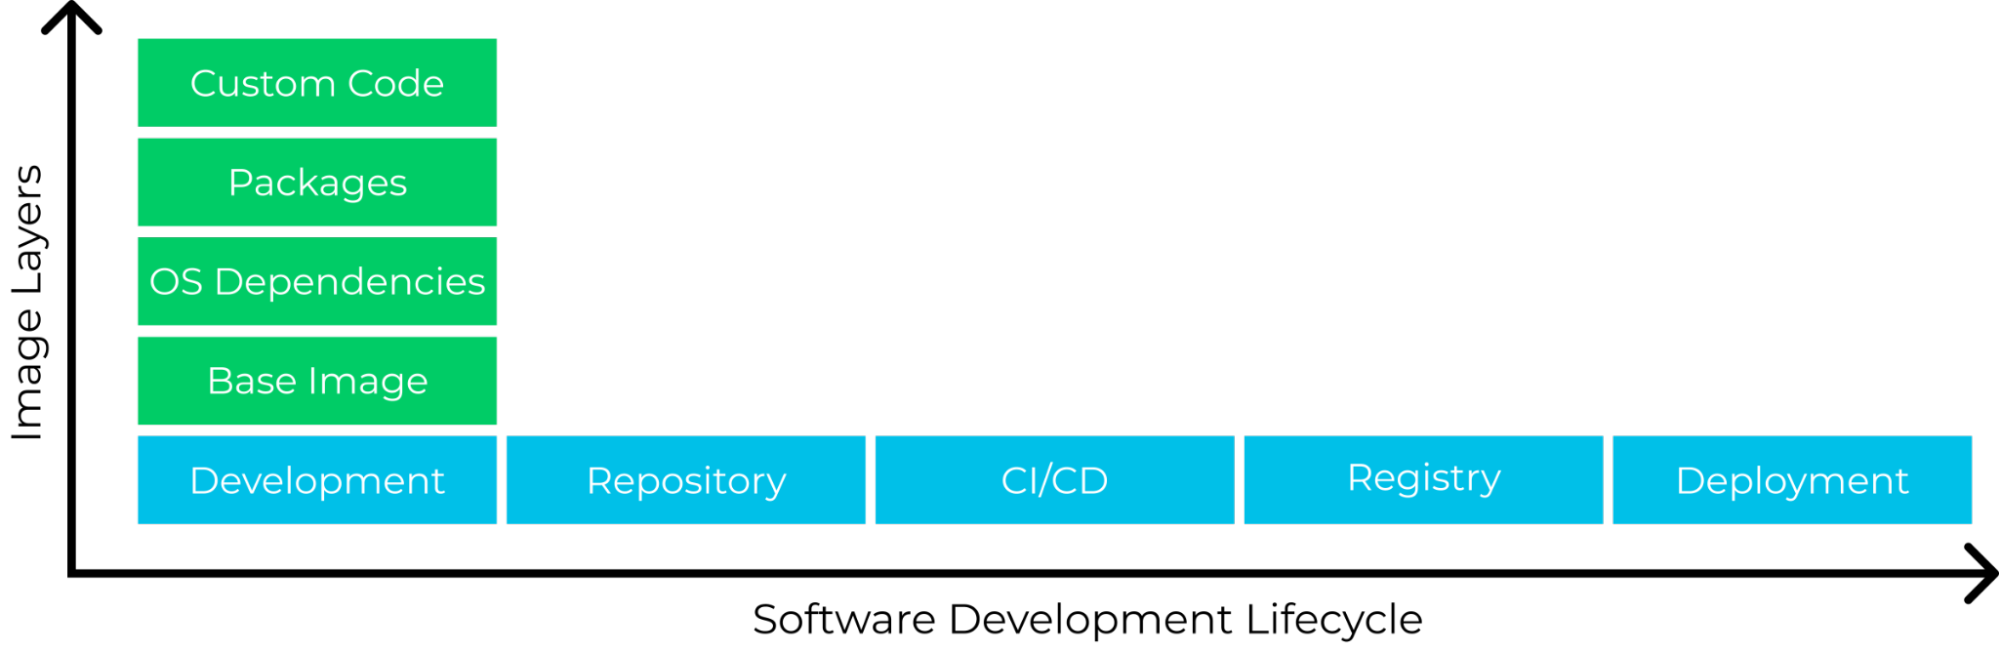 Image Layers
Custom Code
Packages
OS Dependencies
Base Image
Development
Repository
CI/CD
Registry
Deployment
Software Development Lifecycle